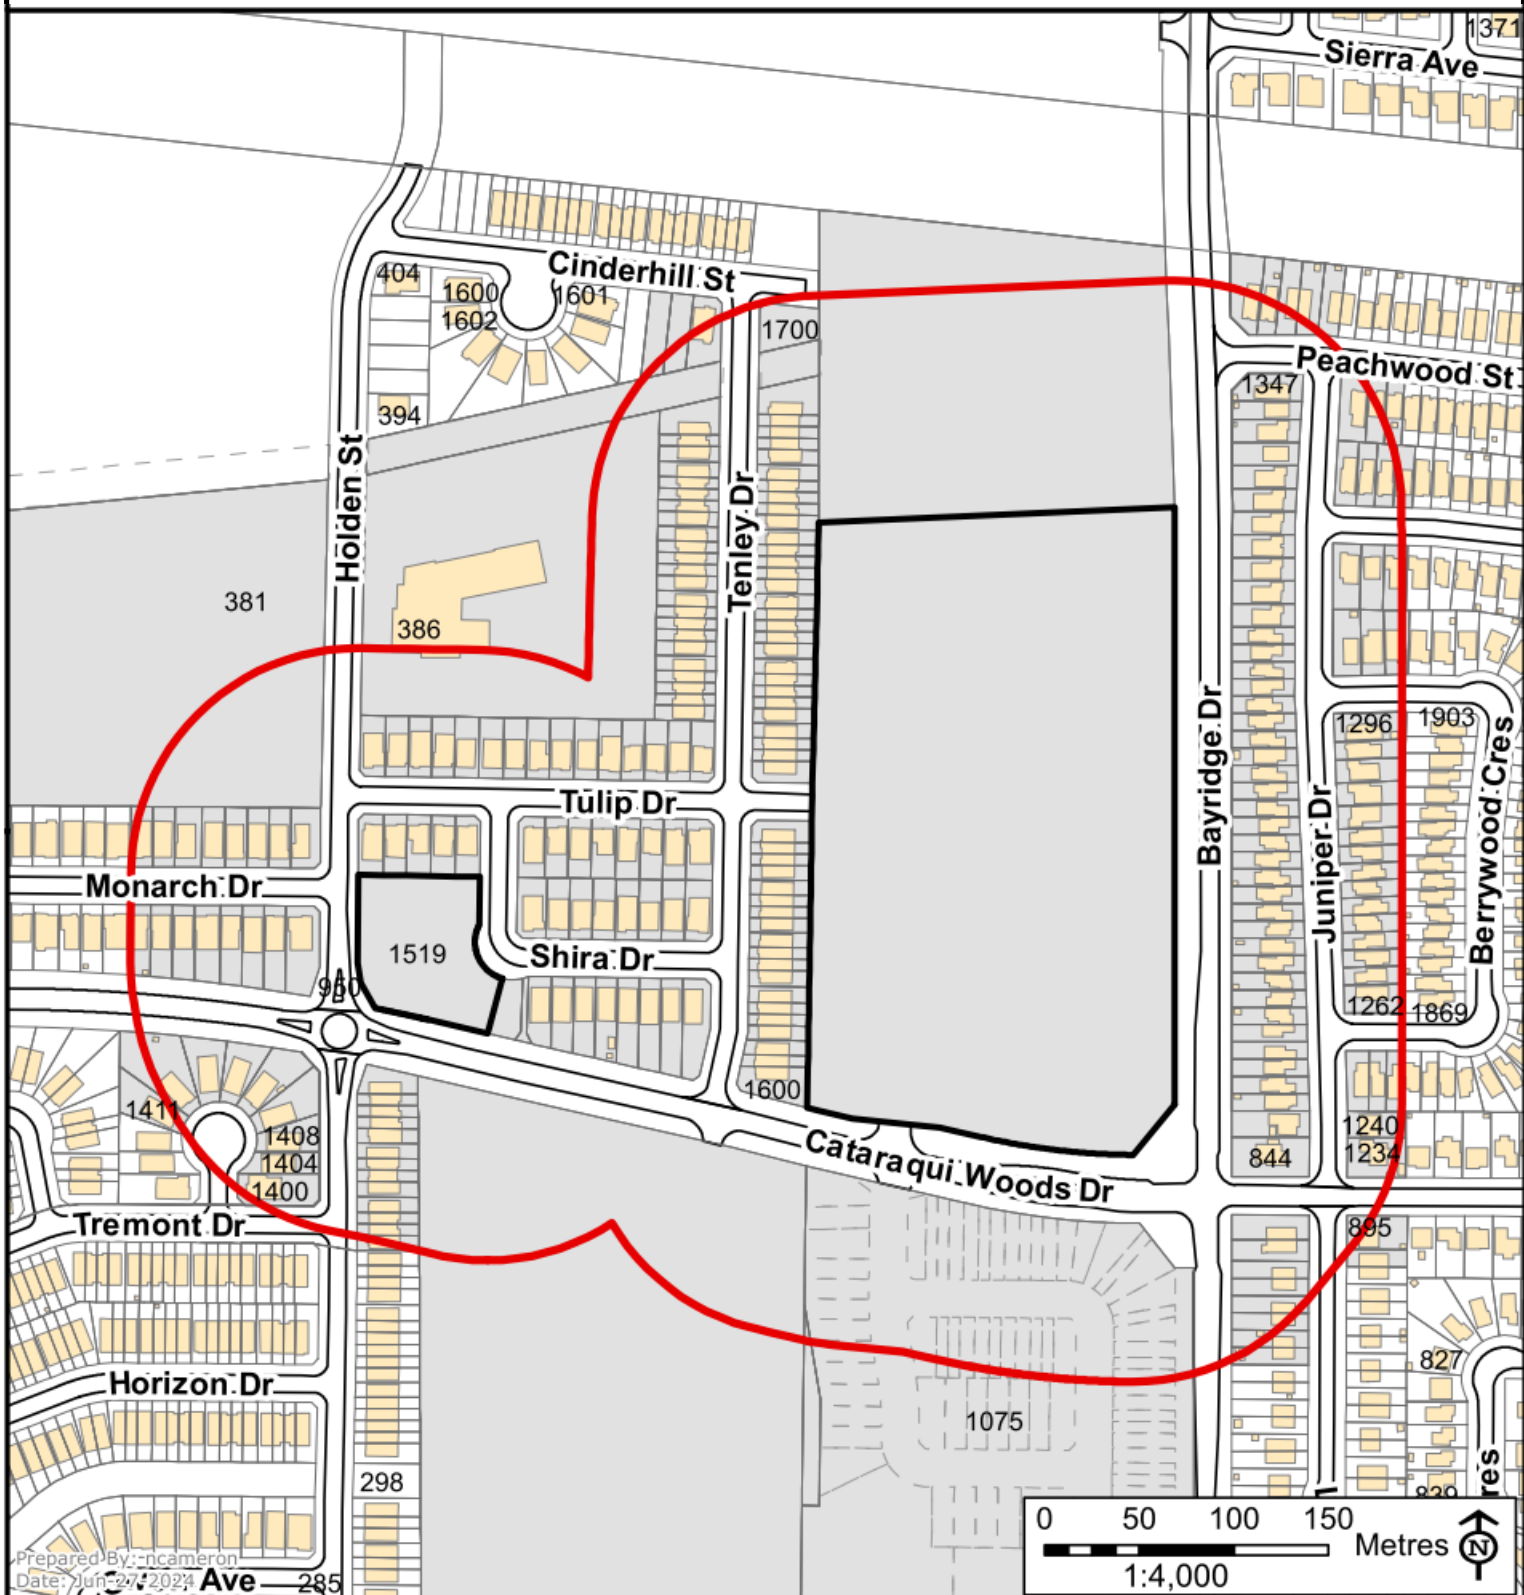 1371
Sierra Ave
Cinderhill St
404
1600
1601
1602
1700
Peachwood St
1347
394
Holden St
Tenley Dr
381
386
Bayridge Dr
1296
1903
Berrywood Cres
Juniper Dr
Tulip Dr
Monarch Dr
1519
Shira Dr
950
1262
1869
1600
1411
1408
1404
1400
1240
1234
844
Cataraqui Woods Dr
Tremont Dr
895
Horizon Dr
827
1075
298
839
res
0 50 100 150
Metres
N
1:4,000
Prepared By: ncameron
Date: Jun-27-2024
Ave
285